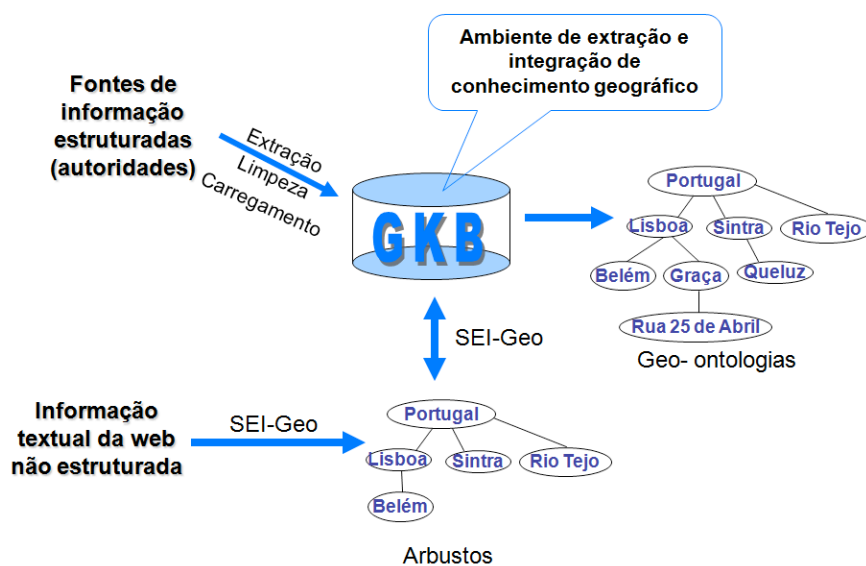 Ambiente de extração e
integração de
conhecimento geográfico
Fontes de
informação
estruturadas
(autoridades)
Extração
Limpeza
Carregamento
GKB
Portugal
Lisboa
Sintra
Rio Tejo
Belém
Graça
Queluz
Rua 25 de Abril
Geo- ontologias
SEI-Geo
Informação
textual da web
não estruturada
SEI-Geo
Portugal
Lisboa
Sintra
Rio Tejo
Belém
Arbustos